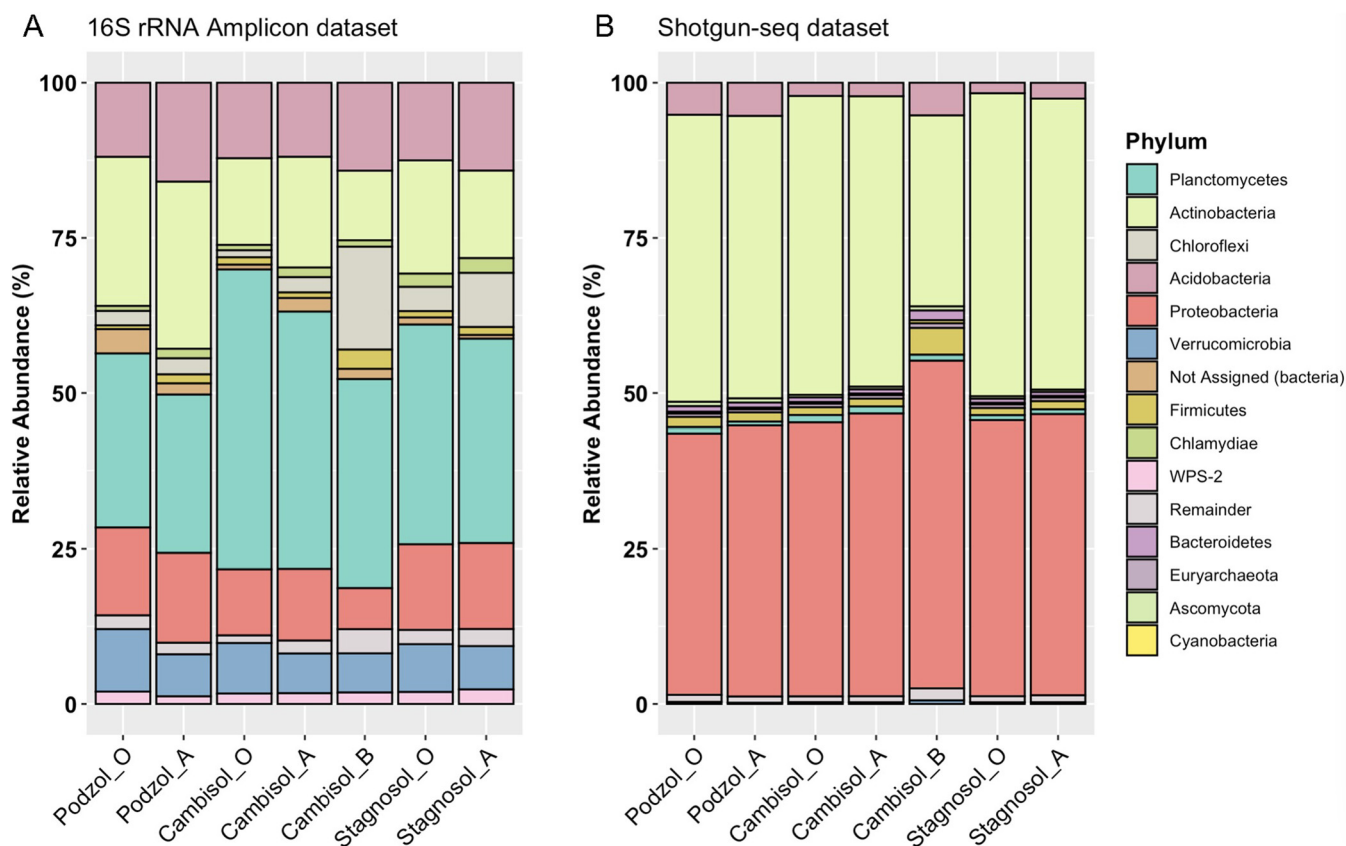 A 16S rRNA Amplicon dataset
Relative Abundance (%)
100
75
50
25
0
Podzol_O
Podzol_A
Cambisol_O
Cambisol_A
Cambisol_B
Stagnosol_O
Stagnosol_A
B Shotgun-seq dataset
Relative Abundance (%)
100
75
50
25
0
Podzol_O
Podzol_A
Cambisol_O
Cambisol_A
Cambisol_B
Stagnosol_O
Stagnosol_A
Phylum
Planctomycetes
Actinobacteria
Chloroflexi
Acidobacteria
Proteobacteria
Verrucomicrobia
Not Assigned (bacteria)
Firmicutes
Chlamydiae
WPS-2
Remainder
Bacteroidetes
Euryarchaeota
Ascomycota
Cyanobacteria